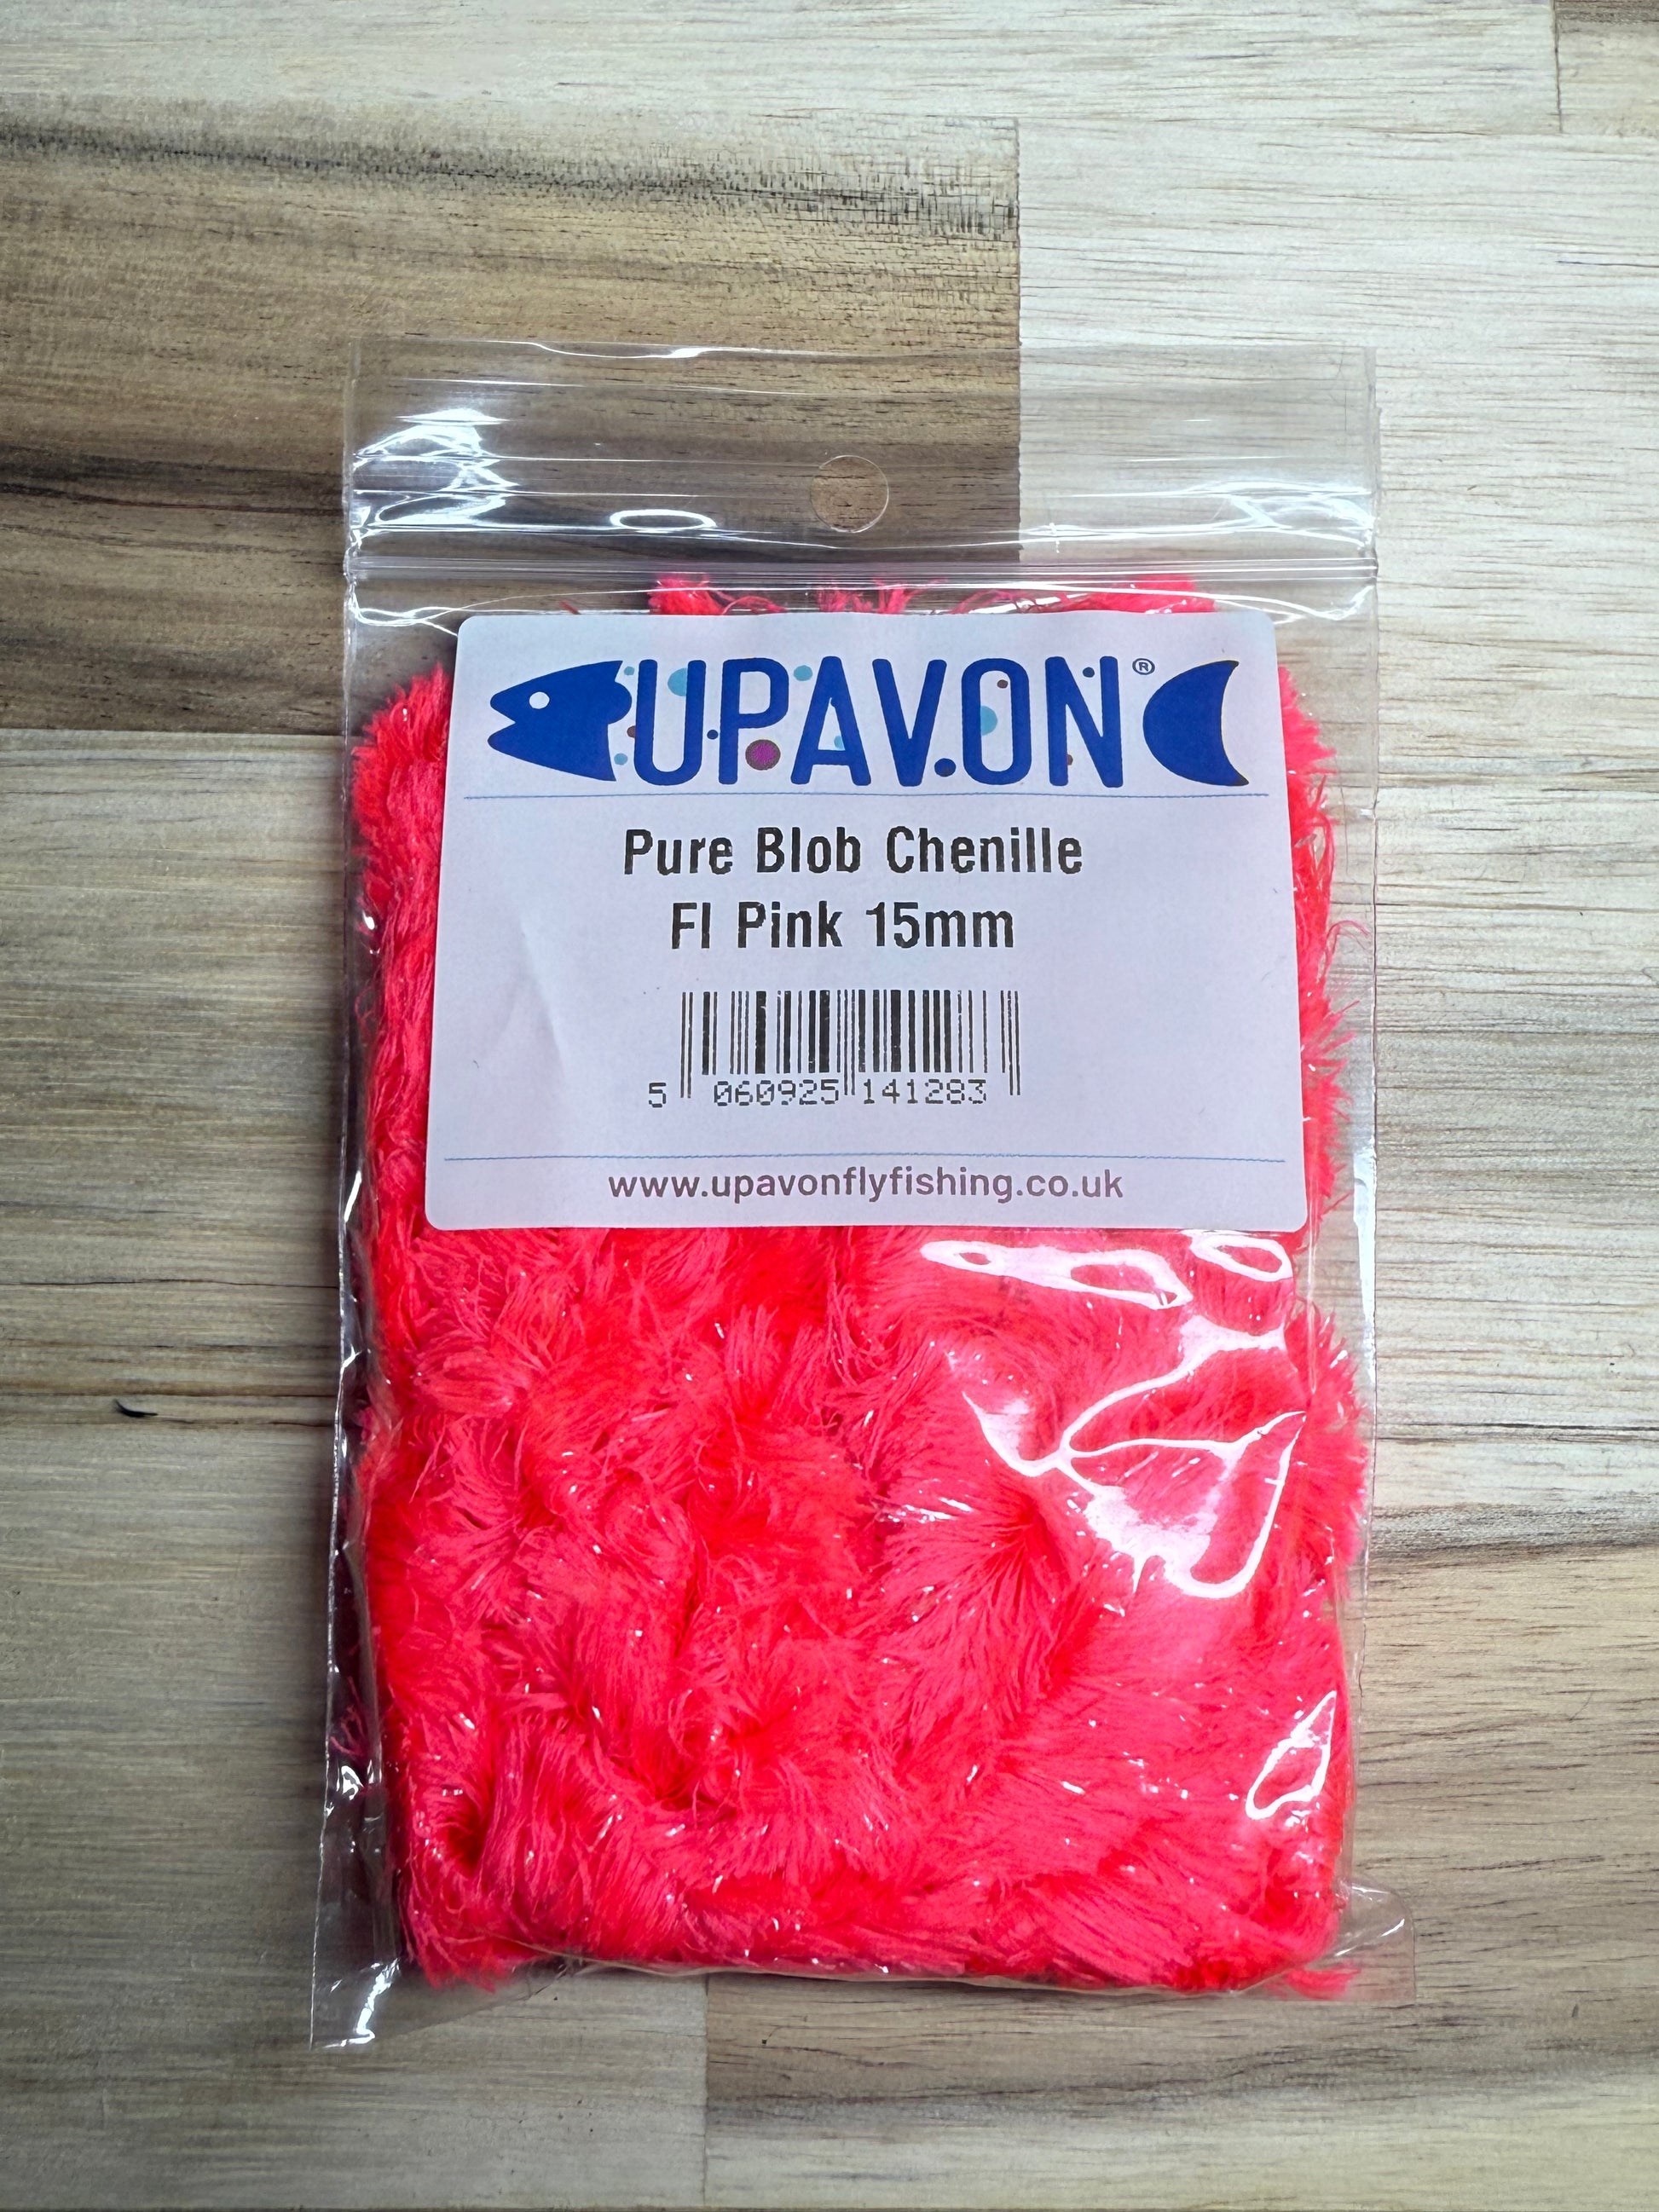 UPAVON®
Pure Blob Chenille
Fl Pink 15mm
5 060925 141283
www.upavonflyfishing.co.uk